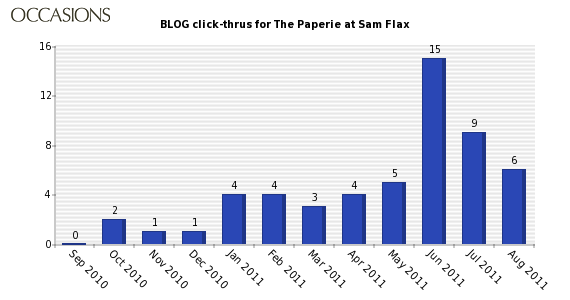 OCCASIONS
BLOG click-thrus for The Paperie at Sam Flax
16
12
8
4
0
0
2
1
1
4
4
3
4
5
15
9
6
Sep 2010
Oct 2010
Nov 2010
Dec 2010
Jan 2011
Feb 2011
Mar 2011
Apr 2011
May 2011
Jun 2011
Jul 2011
Aug 2011